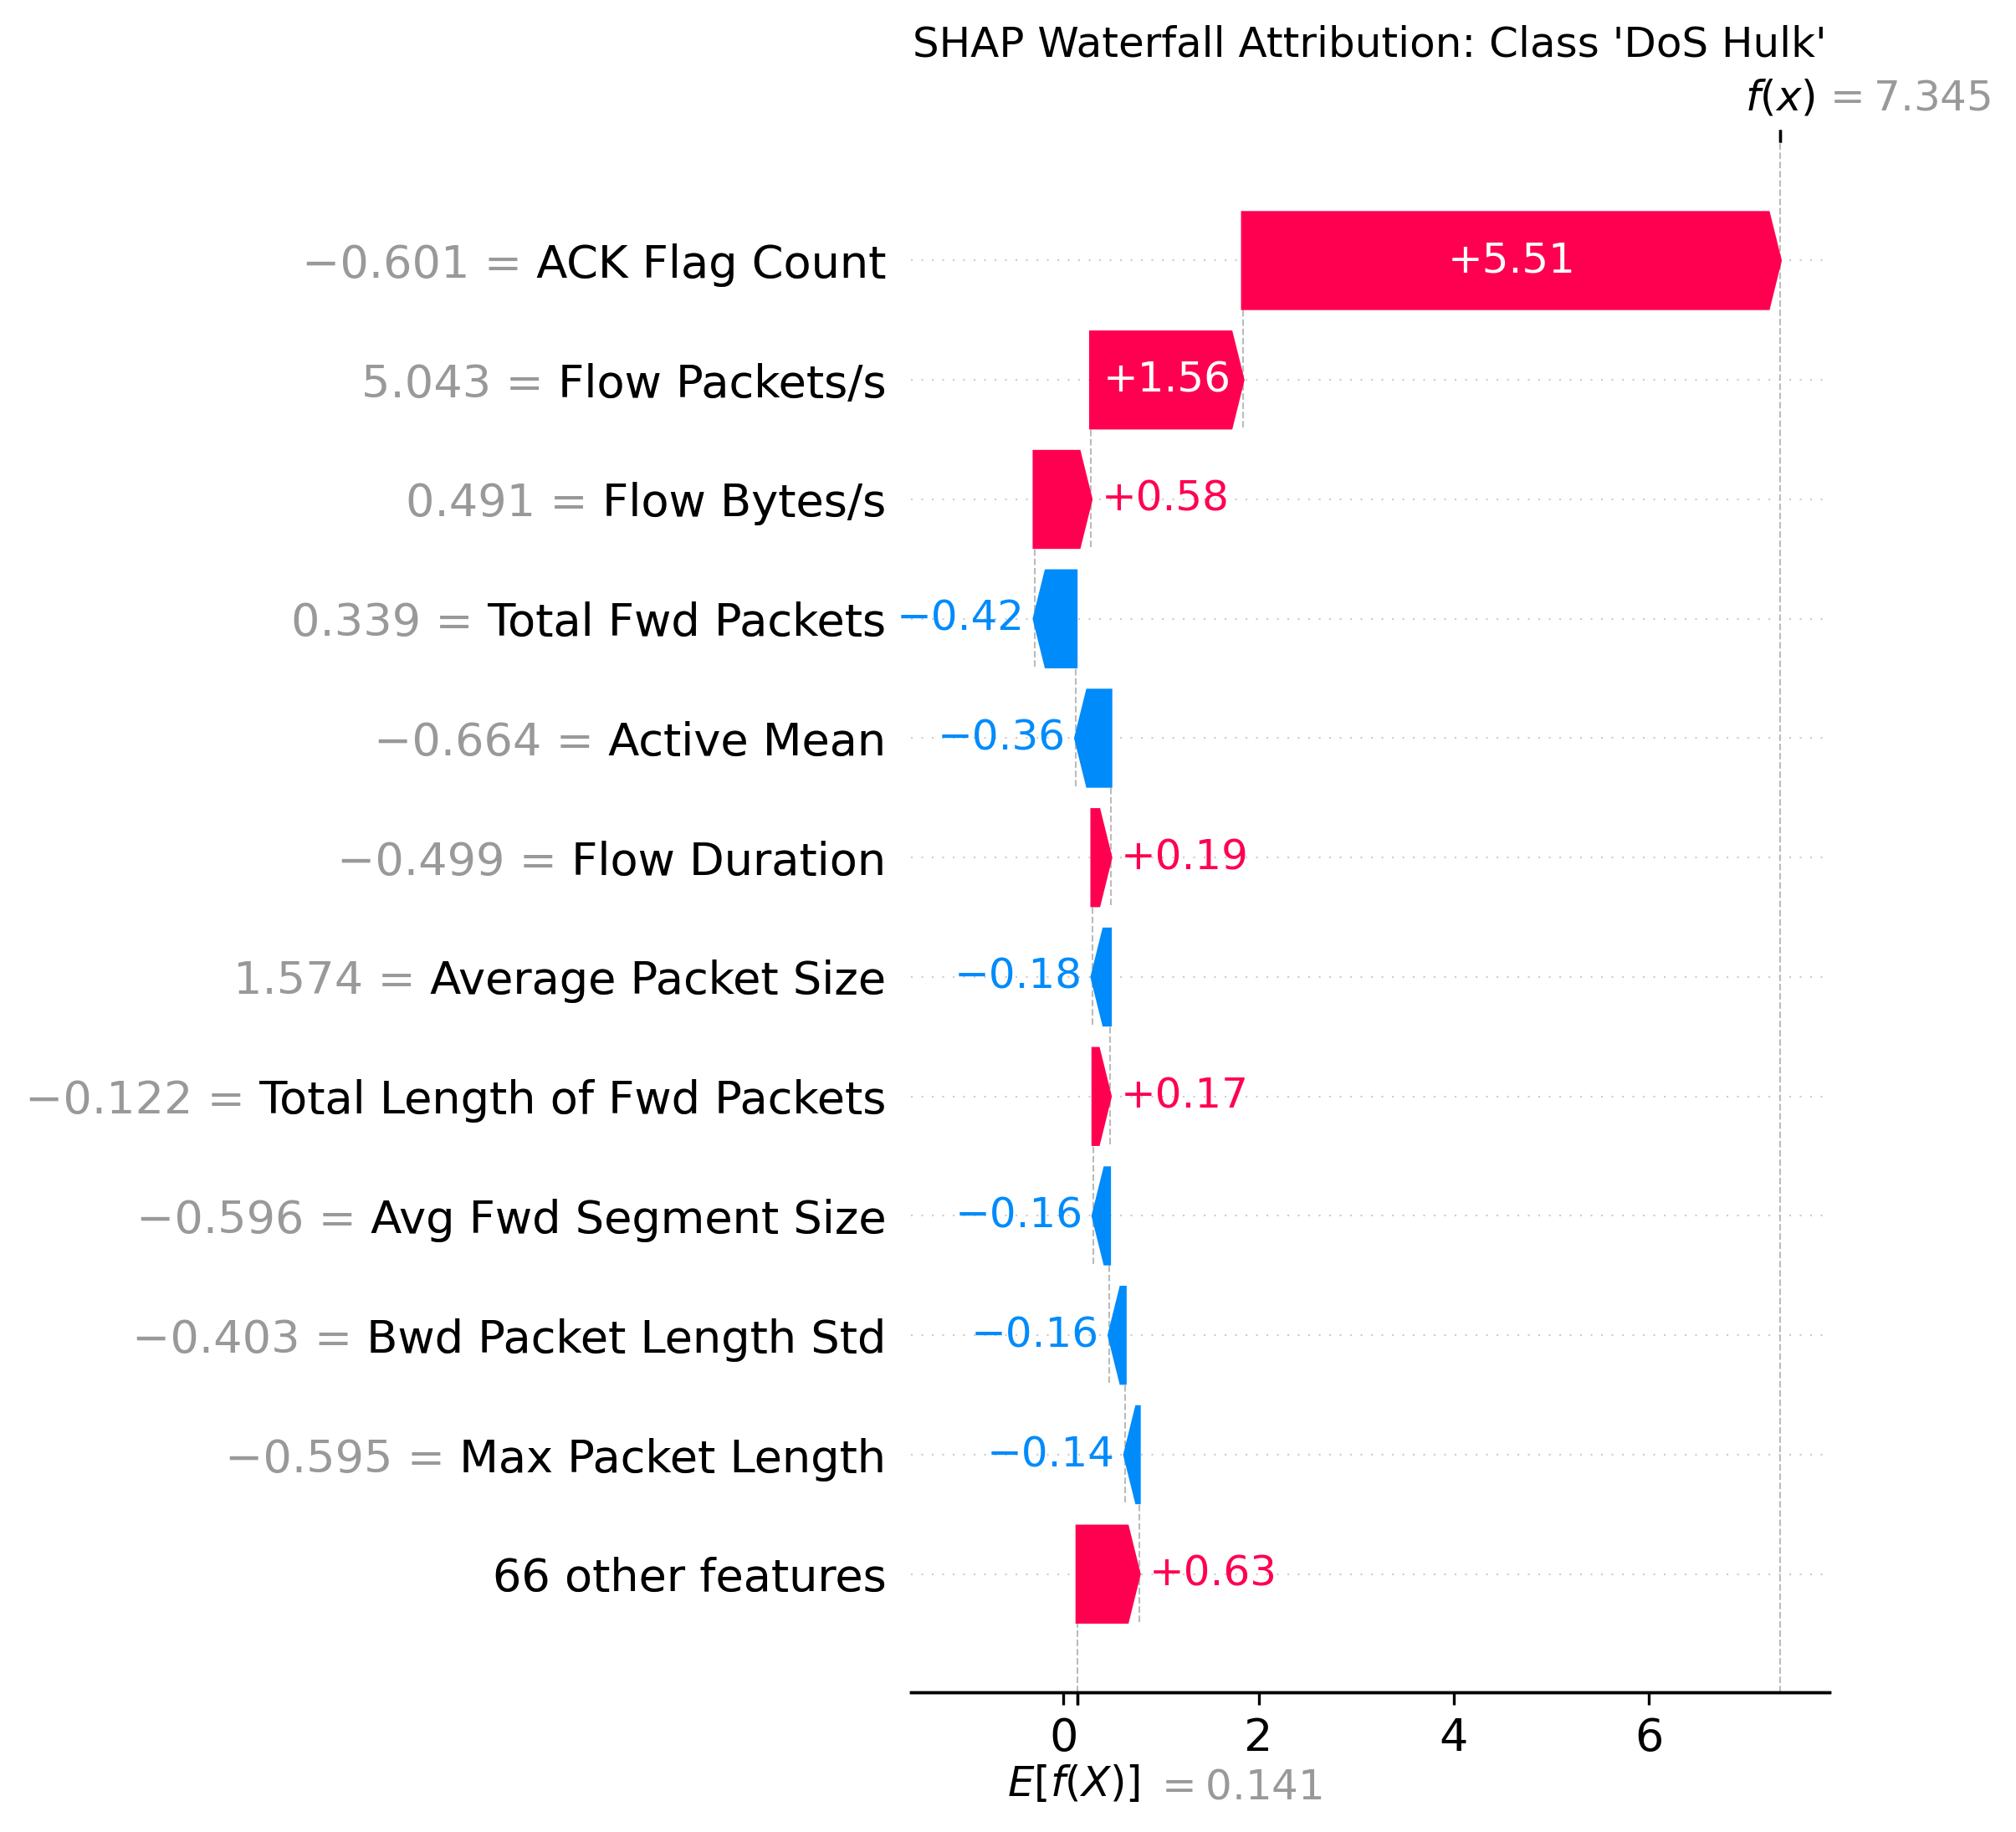 SHAP Waterfall Attribution: Class 'DoS Hulk'
f(x) = 7.345
−0.601 = ACK Flag Count +5.51
5.043 = Flow Packets/s +1.56
0.491 = Flow Bytes/s +0.58
0.339 = Total Fwd Packets −0.42
−0.664 = Active Mean −0.36
−0.499 = Flow Duration +0.19
1.574 = Average Packet Size −0.18
−0.122 = Total Length of Fwd Packets +0.17
−0.596 = Avg Fwd Segment Size −0.16
−0.403 = Bwd Packet Length Std −0.16
−0.595 = Max Packet Length −0.14
66 other features +0.63
0 2 4 6
E[f(X)] = 0.141